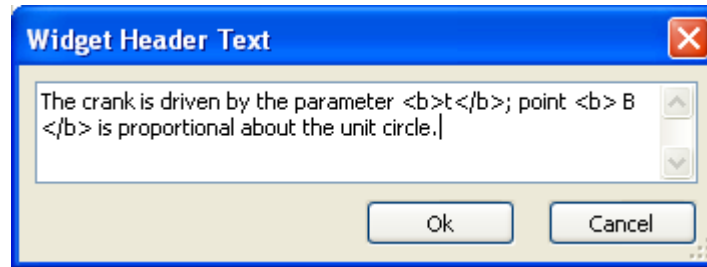 Widget Header Text
The crank is driven by the parameter <b>t</b>; point <b> B
</b> is proportional about the unit circle.
Ok
Cancel